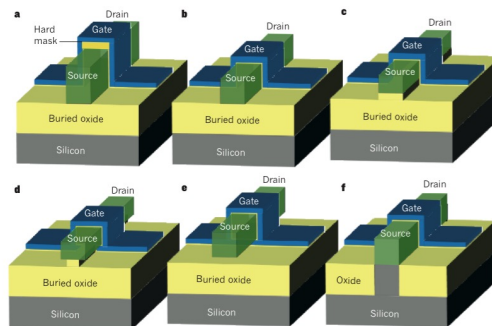 a
Drain
Hard
mask
Gate
Source
Buried oxide
Silicon
b
Drain
Gate
Source
Buried oxide
Silicon
c
Drain
Gate
Source
Buried oxide
Silicon
d
Drain
Gate
Source
Buried oxide
Silicon
e
Drain
Gate
Source
Buried oxide
Silicon
f
Drain
Gate
Source
Oxide
Silicon